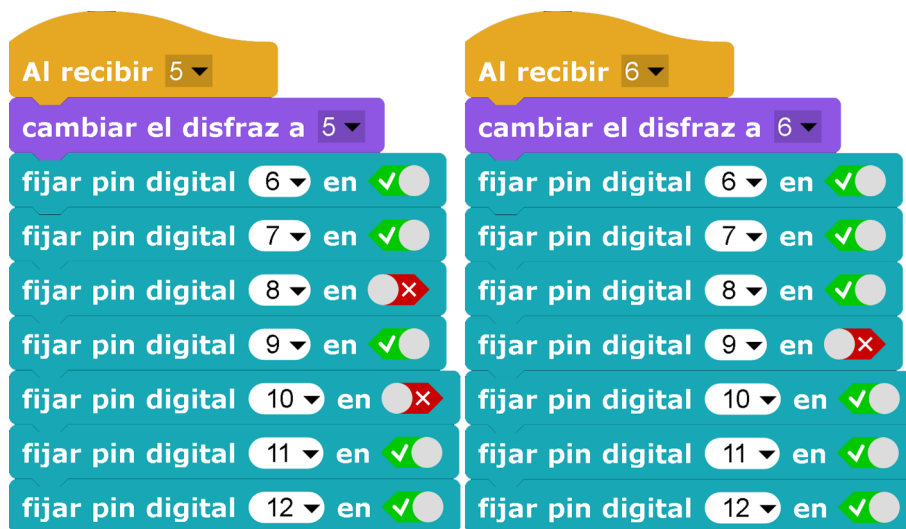 Al recibir 5
cambiar el disfraz a 5
fijar pin digital 6 en
fijar pin digital 7 en
fijar pin digital 8 en
fijar pin digital 9 en
fijar pin digital 10 en
fijar pin digital 11 en
fijar pin digital 12 en
Al recibir 6
cambiar el disfraz a 6
fijar pin digital 6 en
fijar pin digital 7 en
fijar pin digital 8 en
fijar pin digital 9 en
fijar pin digital 10 en
fijar pin digital 11 en
fijar pin digital 12 en